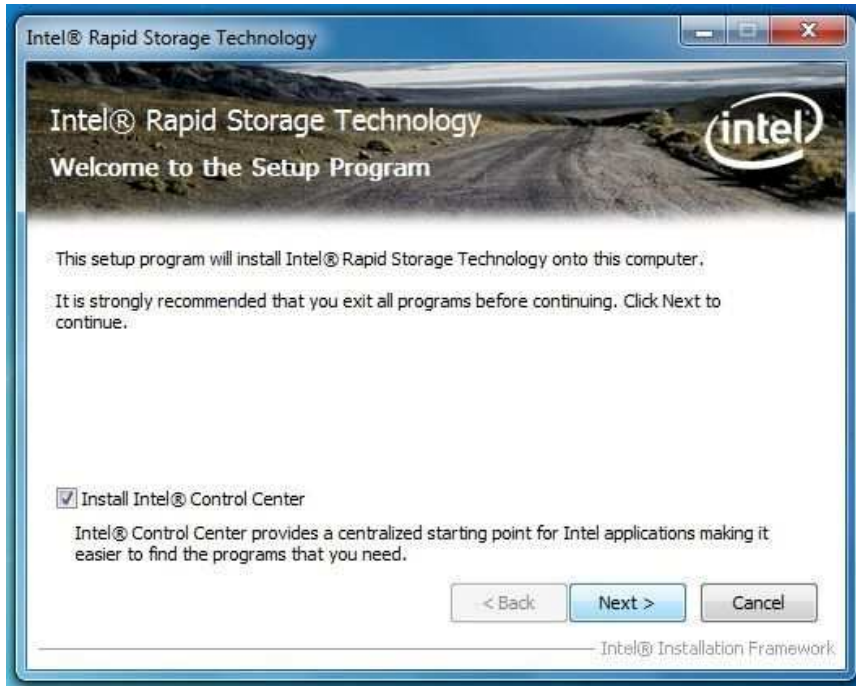 Intel® Rapid Storage Technology
Intel® Rapid Storage Technology
Welcome to the Setup Program
intel
This setup program will install Intel® Rapid Storage Technology onto this computer.
It is strongly recommended that you exit all programs before continuing. Click Next to
continue.
Install Intel® Control Center
Intel® Control Center provides a centralized starting point for Intel applications making it
easier to find the programs that you need.
< Back Next > Cancel
Intel® Installation Framework